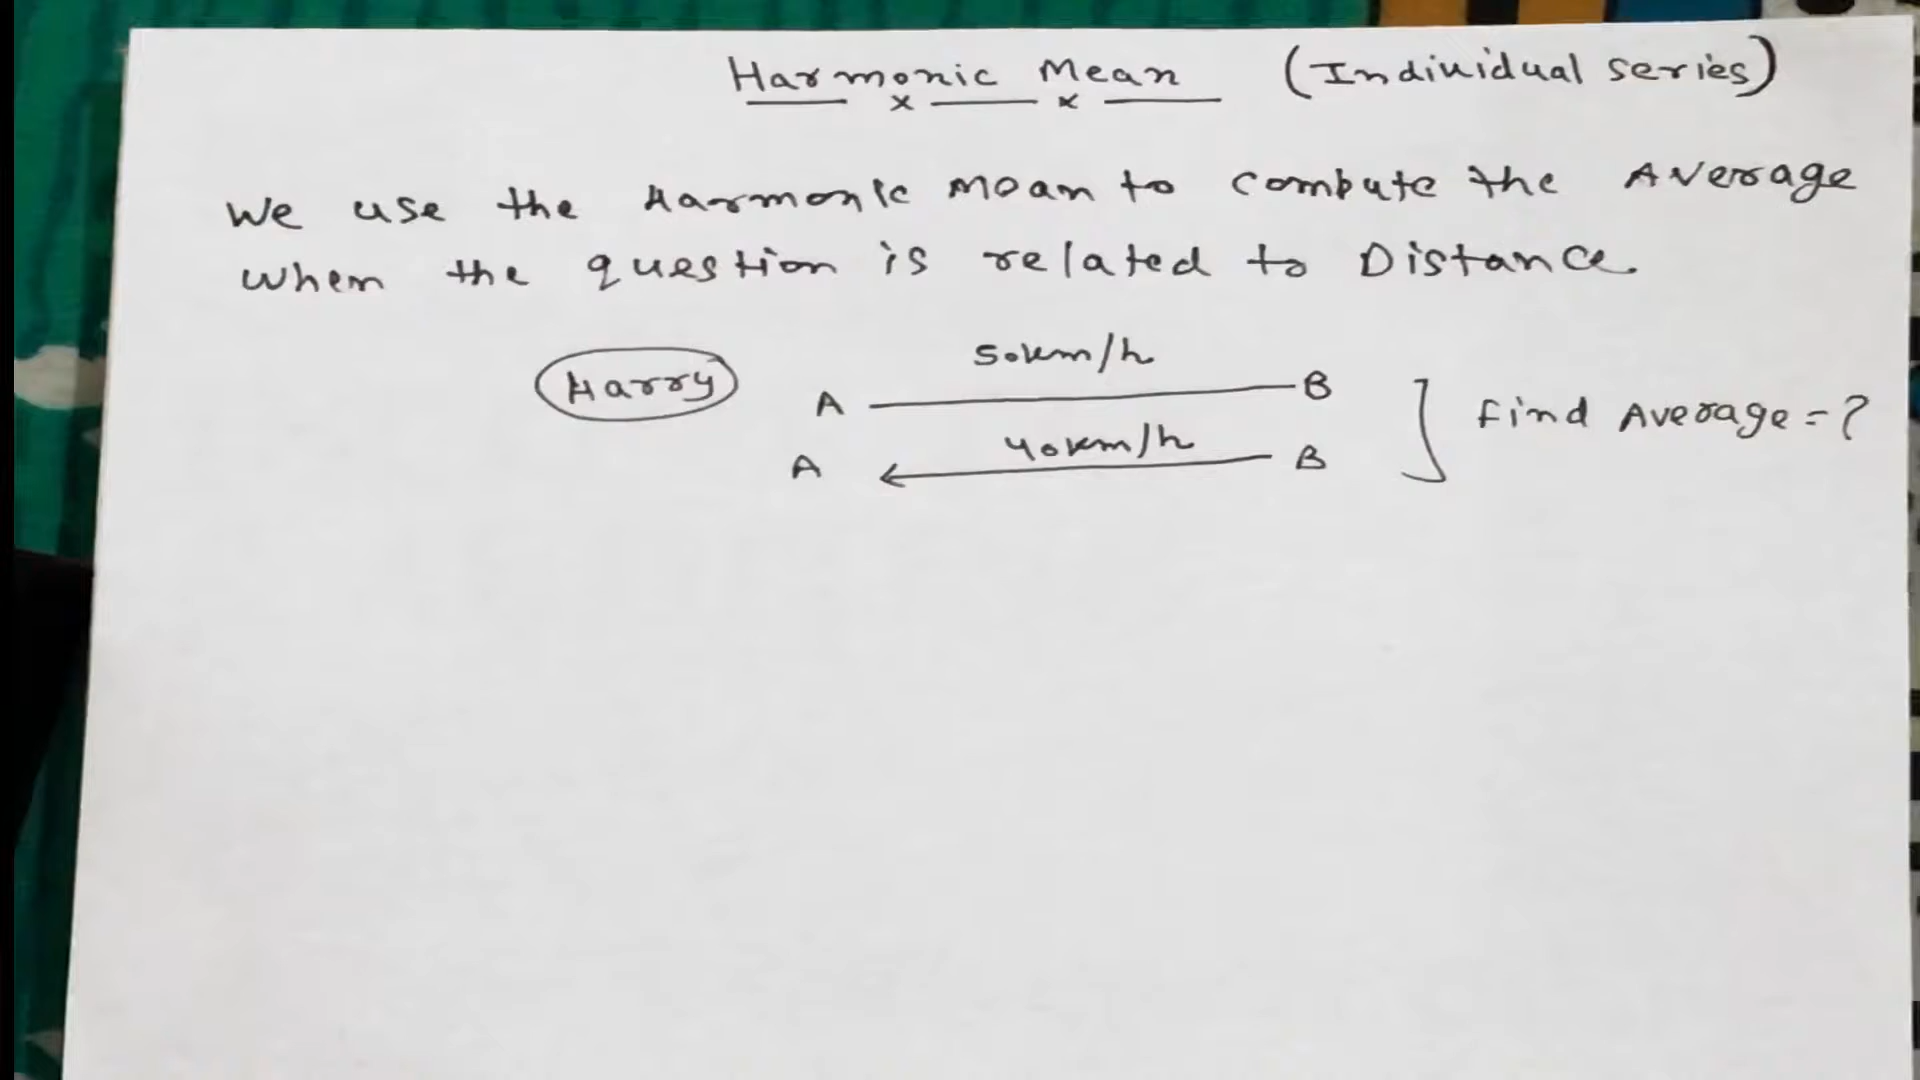 Harmonic Mean (Individual series)
We use the Harmonic Mean to compute the Average
when the question is related to Distance.
Harry
50km/h
A B
40km/h
A B
Find Average = ?